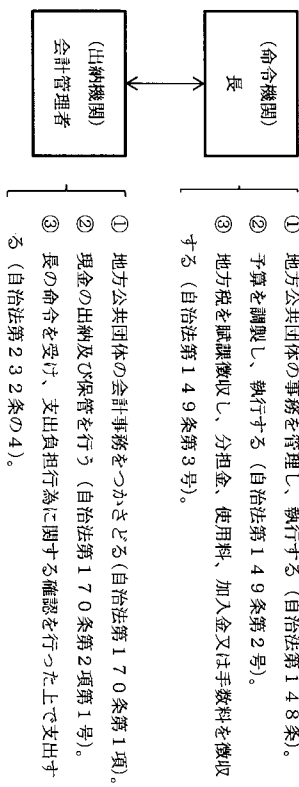 (命令機関)
長
① 地方公共団体の事務を管理し、執行する(自治法第148条)。
② 予算を調製し、執行する(自治法第149条第2号)。
③ 地方税を賦課徴収し、分担金、使用料、加入金又は手数料を徴収
する(自治法第149条第3号)。
(出納機関)
会計管理者
① 地方公共団体の会計事務をつかさどる(自治法第170条第1項)。
② 現金の出納及び保管を行う(自治法第170条第2項第1号)。
③ 長の命令を受け、支出負担行為に関する確認を行った上で支出す
る(自治法第232条の4)。